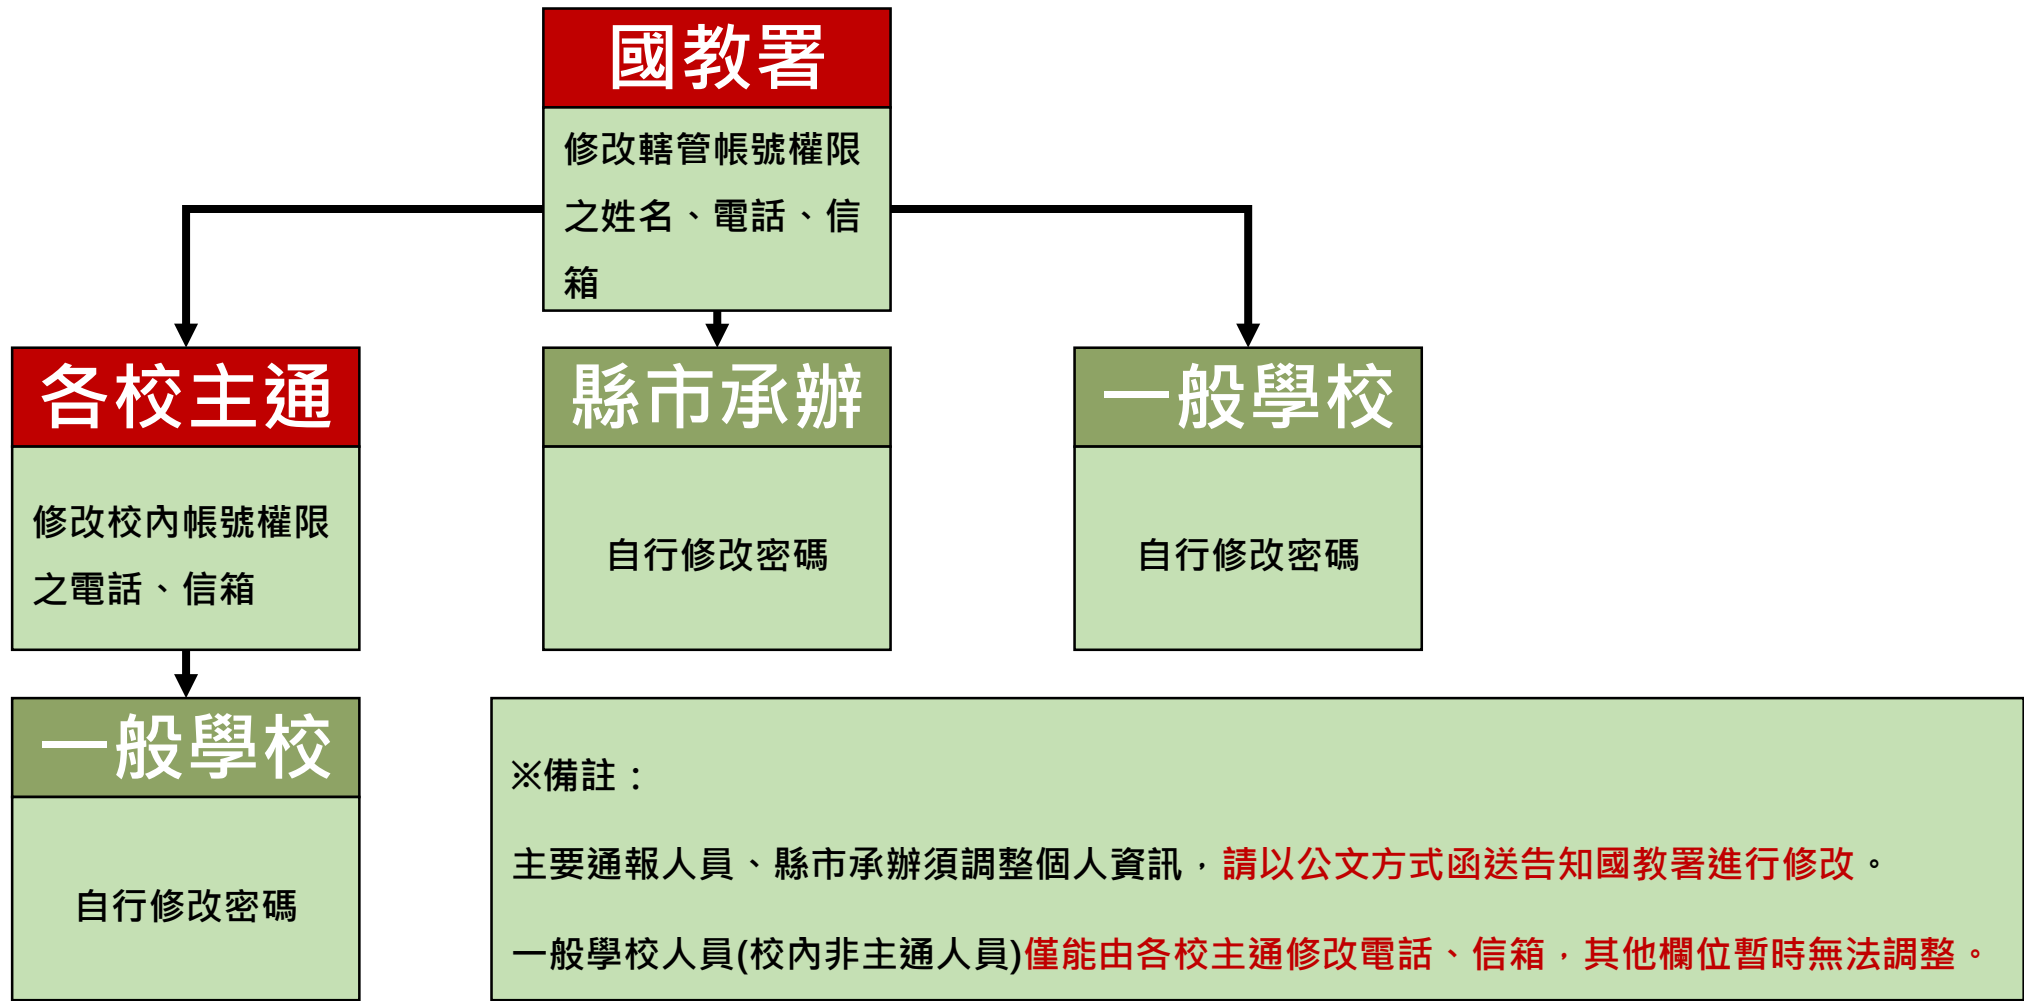 國教署
修改轄管帳號權限
之姓名、電話、信
箱
各校主通
修改校內帳號權限
之電話、信箱
縣市承辦
自行修改密碼
一般學校
自行修改密碼
一般學校
自行修改密碼
※備註：
主要通報人員、縣市承辦須調整個人資訊，請以公文方式函送告知國教署進行修改。
一般學校人員(校內非主通人員)僅能由各校主通修改電話、信箱，其他欄位暫時無法調整。